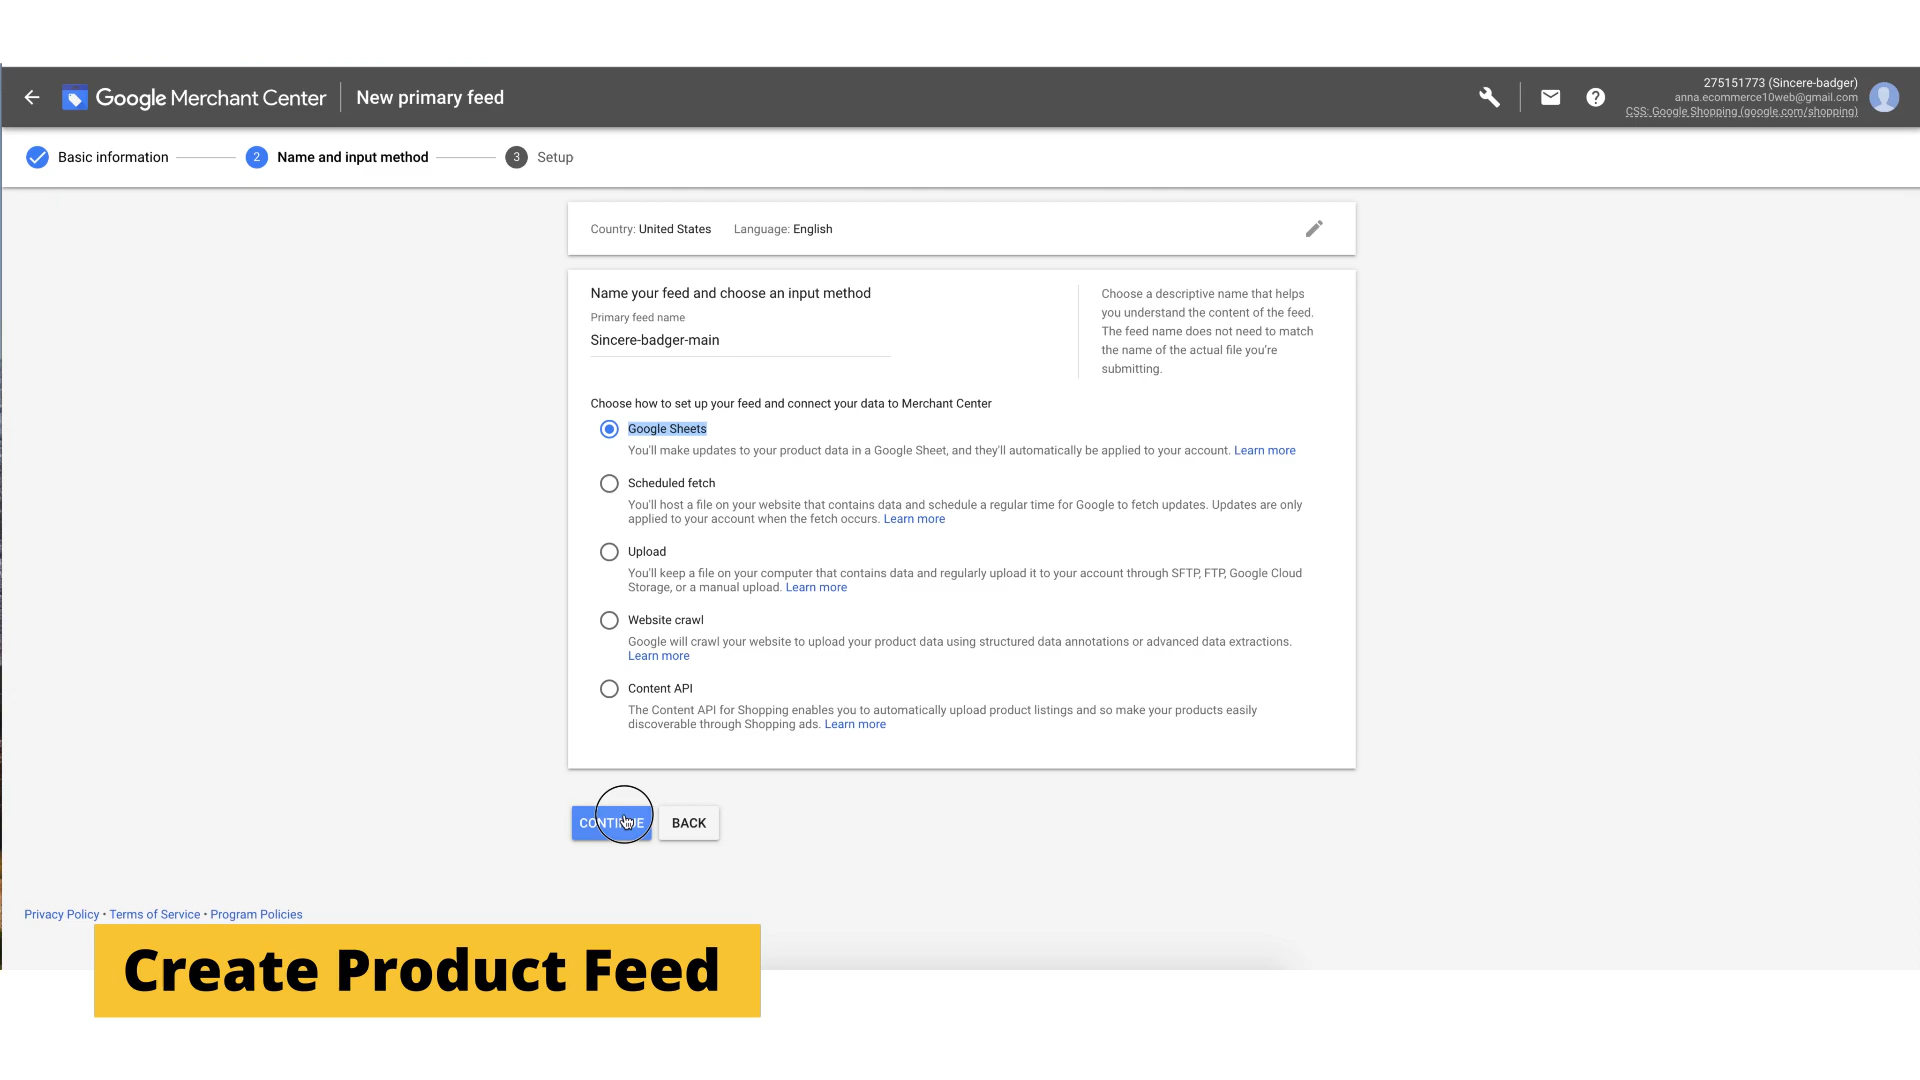 Google Merchant Center
New primary feed
275151773 (Sincere-badger)
anna.ecommerce10web@gmail.com
CSS: Google Shopping (google.com/shopping)
Basic information
2 Name and input method
3 Setup
Country: United States Language: English
Name your feed and choose an input method
Primary feed name
Sincere-badger-main
Choose a descriptive name that helps
you understand the content of the feed.
The feed name does not need to match
the name of the actual file you're
submitting.
Choose how to set up your feed and connect your data to Merchant Center
Google Sheets
You'll make updates to your product data in a Google Sheet, and they'll automatically be applied to your account. Learn more
Scheduled fetch
You'll host a file on your website that contains data and schedule a regular time for Google to fetch updates. Updates are only
applied to your account when the fetch occurs. Learn more
Upload
You'll keep a file on your computer that contains data and regularly upload it to your account through SFTP, FTP, Google Cloud
Storage, or a manual upload. Learn more
Website crawl
Google will crawl your website to upload your product data using structured data annotations or advanced data extractions.
Learn more
Content API
The Content API for Shopping enables you to automatically upload product listings and so make your products easily
discoverable through Shopping ads. Learn more
CONTINUE
BACK
Privacy Policy • Terms of Service • Program Policies
Create Product Feed